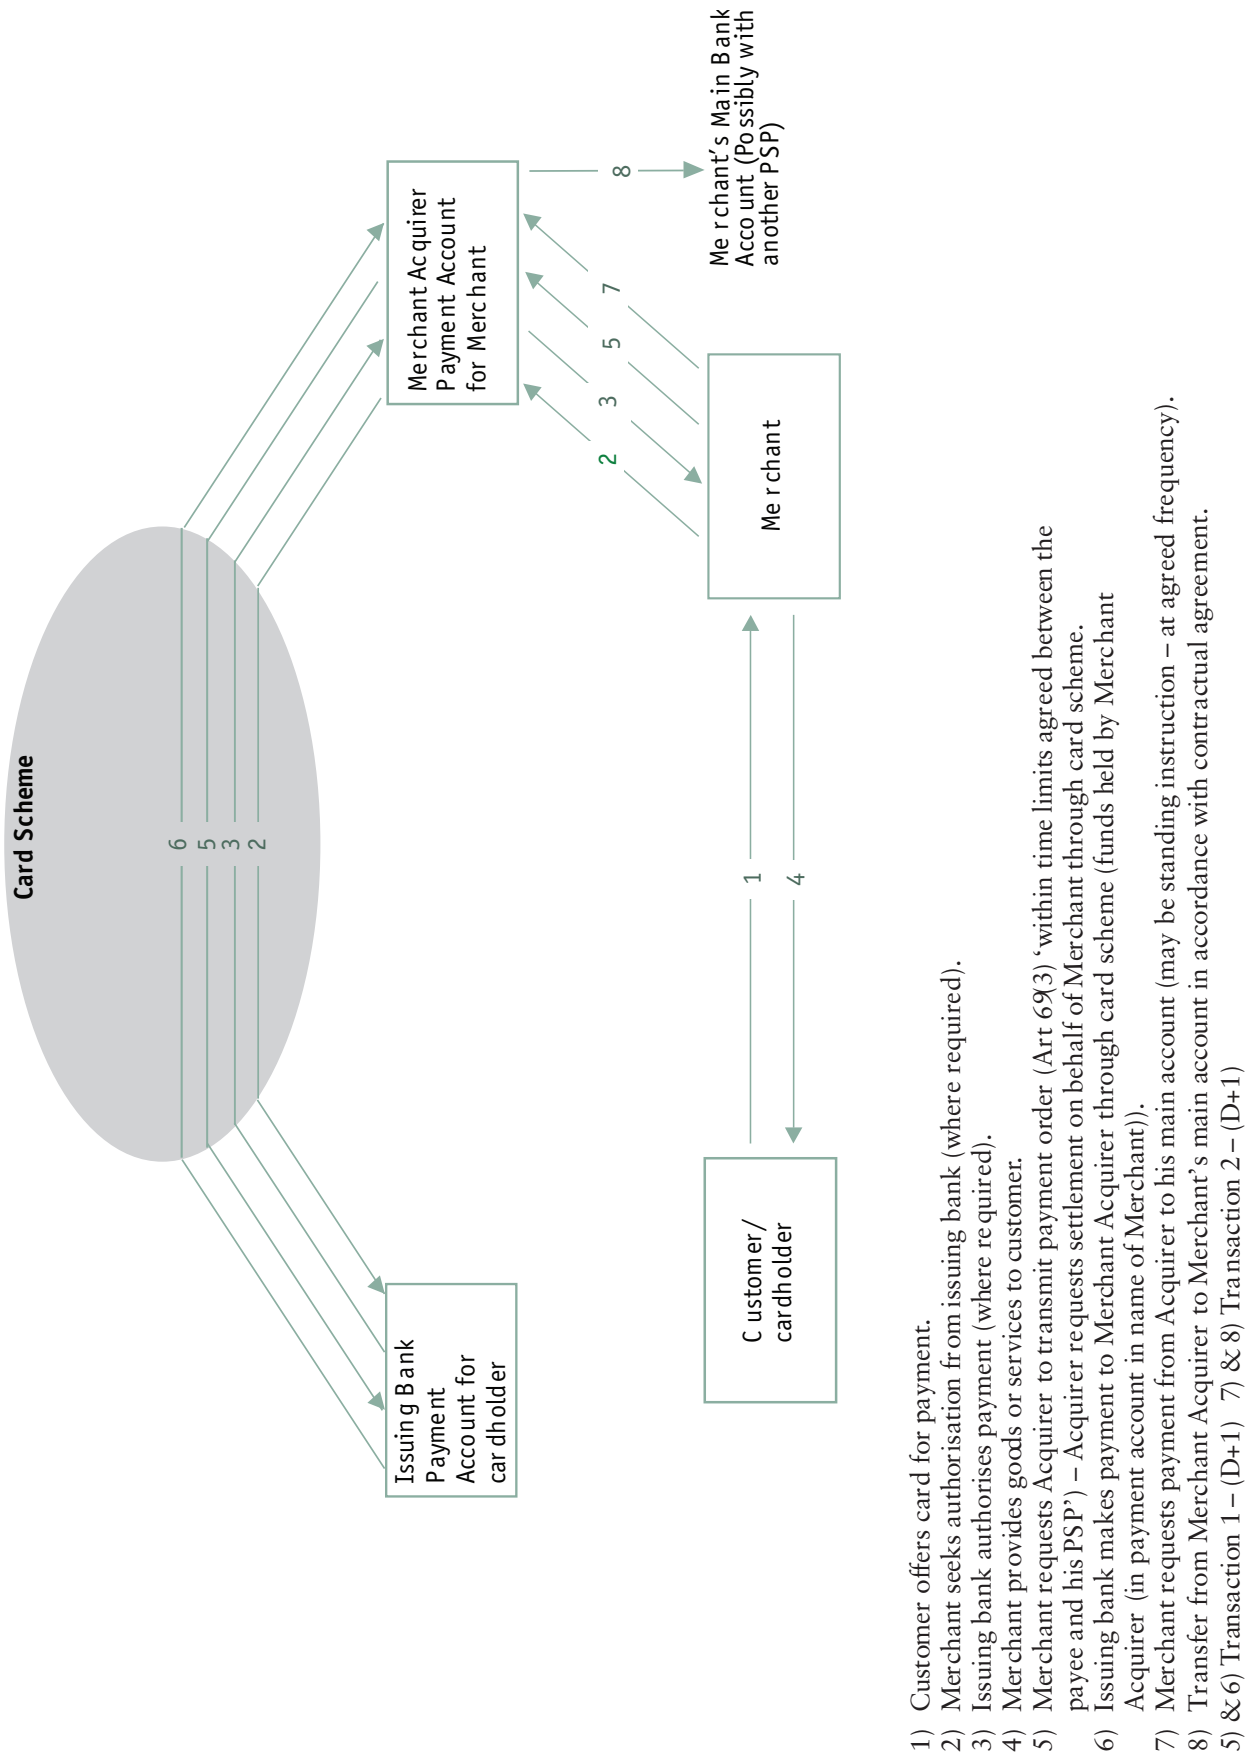 Card Scheme
6
5
3
2
Issuing Bank
Payment
Account for
cardholder
Merchant Acquirer
Payment Account
for Merchant
2
3
5
7
8
Customer/
cardholder
1
4
Merchant
Merchant's Main Bank
Account (Possibly with
another PSP)
1) Customer offers card for payment.
2) Merchant seeks authorisation from issuing bank (where required).
3) Issuing bank authorises payment (where required).
4) Merchant provides goods or services to customer.
5) Merchant requests Acquirer to transmit payment order (Art 69(3) ‘within time limits agreed between the
payee and his PSP’) – Acquirer requests settlement on behalf of Merchant through card scheme.
6) Issuing bank makes payment to Merchant Acquirer through card scheme (funds held by Merchant
Acquirer (in payment account in name of Merchant)).
7) Merchant requests payment from Acquirer to his main account (may be standing instruction – at agreed frequency).
8) Transfer from Merchant Acquirer to Merchant’s main account in accordance with contractual agreement.
5) & 6) Transaction 1 – (D+1) 7) & 8) Transaction 2 – (D+1)